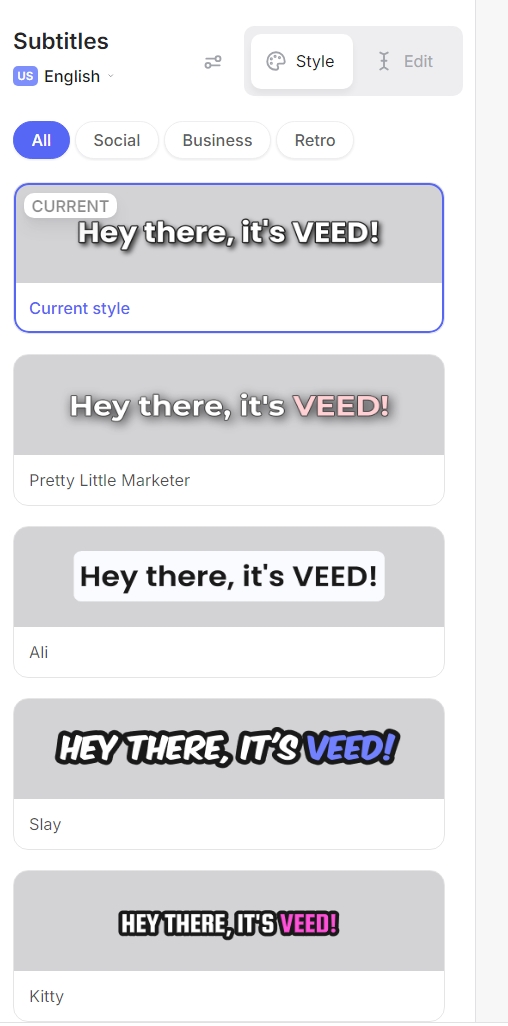 Subtitles
US English
Style
Edit
All
Social
Business
Retro
CURRENT
Hey there, it's VEED!
Current style
Hey there, it's VEED!
Pretty Little Marketer
Hey there, it's VEED!
Ali
HEY THERE, IT'S VEED!
Slay
HEY THERE, IT'S VEED!
Kitty